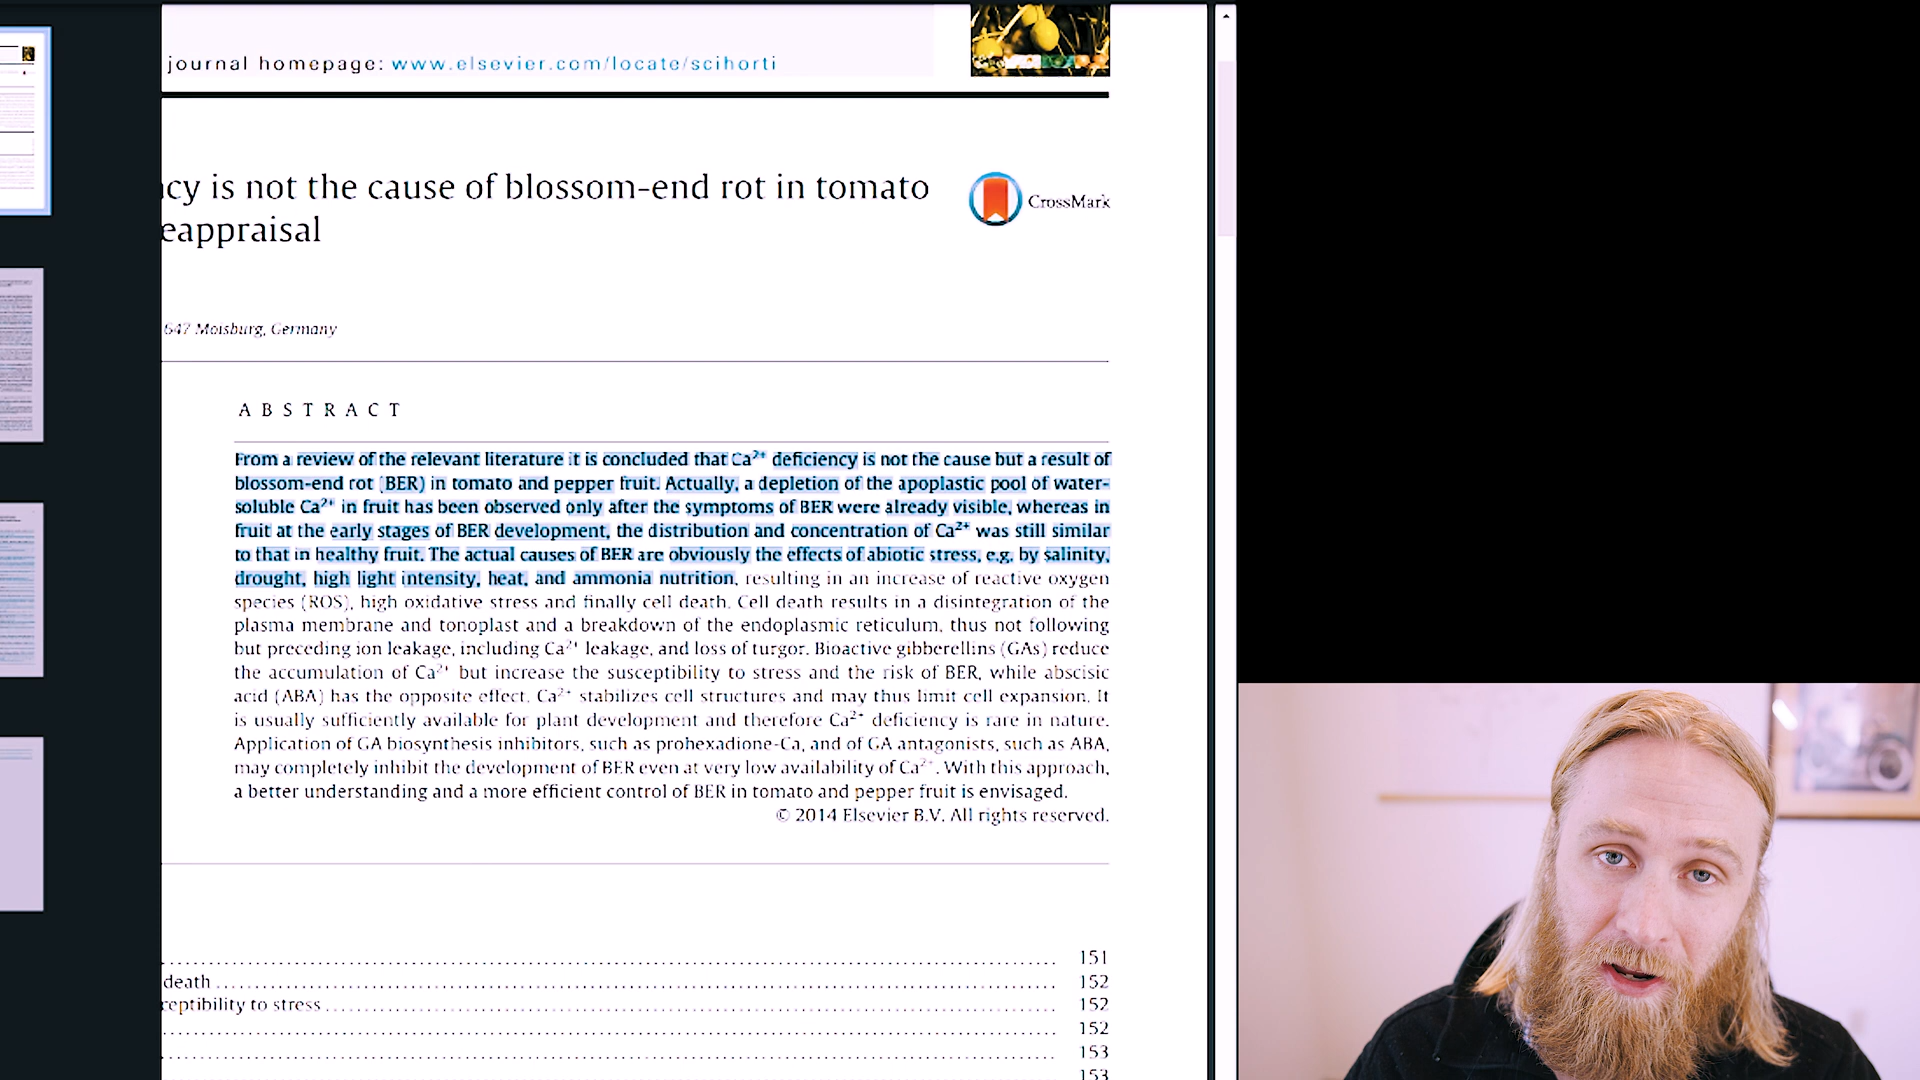 journal homepage: www.elsevier.com/locate/scihorti
cy is not the cause of blossom-end rot in tomato
eappraisal
CrossMark
647 Moisburg, Germany
ABSTRACT
From a review of the relevant literature it is concluded that Ca²⁺ deficiency is not the cause but a result of
blossom-end rot (BER) in tomato and pepper fruit. Actually, a depletion of the apoplastic pool of water-
soluble Ca²⁺ in fruit has been observed only after the symptoms of BER were already visible, whereas in
fruit at the early stages of BER development, the distribution and concentration of Ca²⁺ was still similar
to that in healthy fruit. The actual causes of BER are obviously the effects of abiotic stress, e.g. by salinity,
drought, high light intensity, heat, and ammonia nutrition, resulting in an increase of reactive oxygen
species (ROS), high oxidative stress and finally cell death. Cell death results in a disintegration of the
plasma membrane and tonoplast and a breakdown of the endoplasmic reticulum, thus not following
but preceding ion leakage, including Ca²⁺ leakage, and loss of turgor. Bioactive gibberellins (GAs) reduce
the accumulation of Ca²⁺ but increase the susceptibility to stress and the risk of BER, while abscisic
acid (ABA) has the opposite effect. Ca²⁺ stabilizes cell structures and may thus limit cell expansion. It
is usually sufficiently available for plant development and therefore Ca²⁺ deficiency is rare in nature.
Application of GA biosynthesis inhibitors, such as prohexadione-Ca, and of GA antagonists, such as ABA,
may completely inhibit the development of BER even at very low availability of Ca²⁺. With this approach,
a better understanding and a more efficient control of BER in tomato and pepper fruit is envisaged.
© 2014 Elsevier B.V. All rights reserved.
151
death 152
ceptibility to stress 152
152
153
153